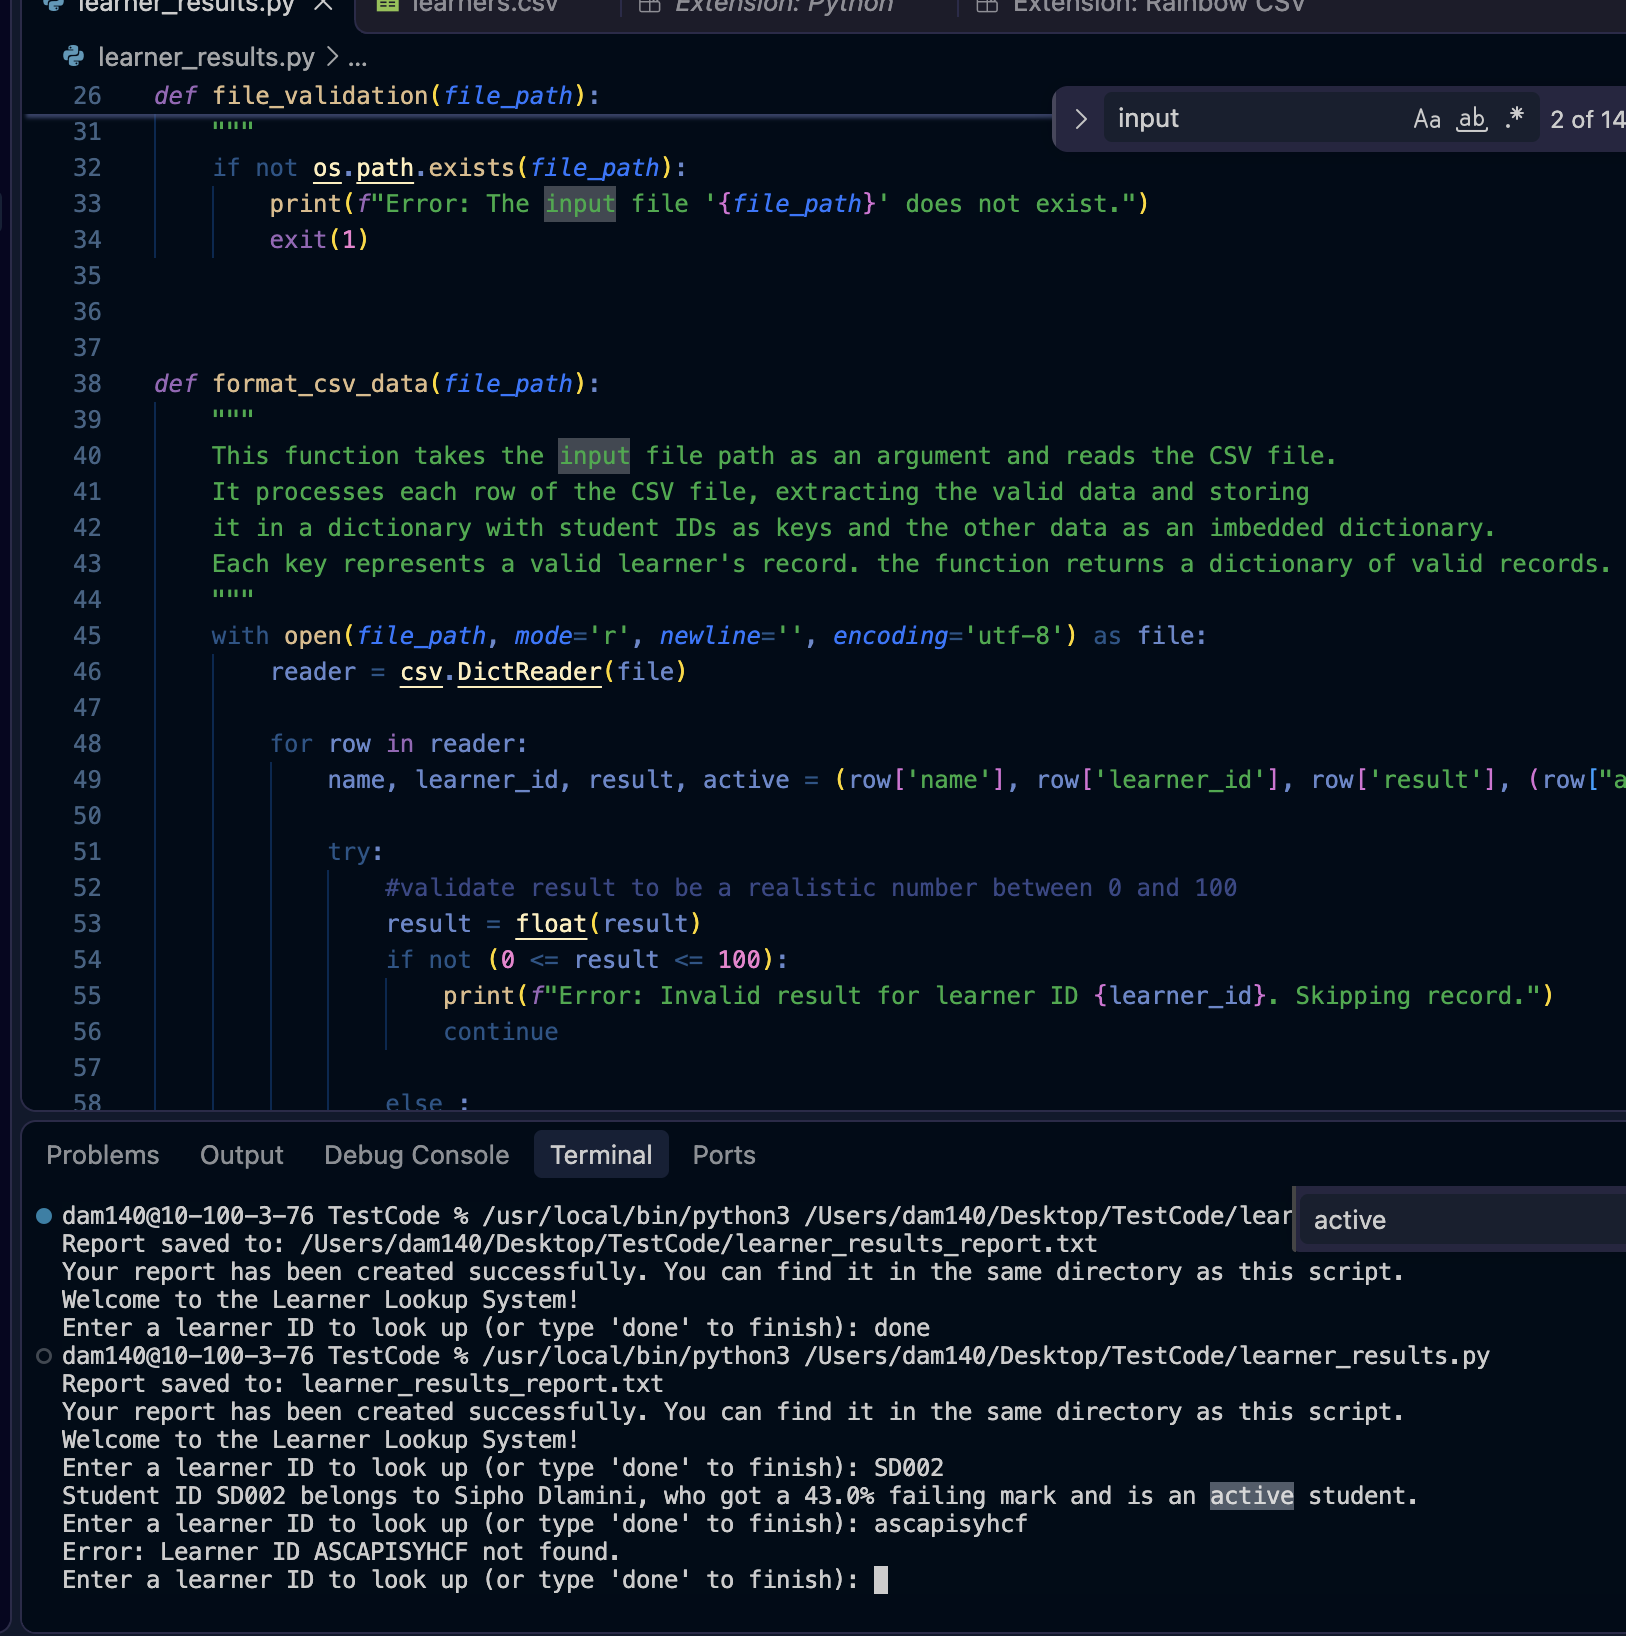 learner_results.py
learners.csv
Extension: Python
Extension: Rainbow CSV
learner_results.py > ...
input
Aa ab .* 2 of 14
26 def file_validation(file_path):
31 """
32 if not os.path.exists(file_path):
33 print(f"Error: The input file '{file_path}' does not exist.")
34 exit(1)
35
36
37
38 def format_csv_data(file_path):
39 """
40 This function takes the input file path as an argument and reads the CSV file.
41 It processes each row of the CSV file, extracting the valid data and storing
42 it in a dictionary with student IDs as keys and the other data as an imbedded dictionary.
43 Each key represents a valid learner's record. the function returns a dictionary of valid records.
44 """
45 with open(file_path, mode='r', newline='', encoding='utf-8') as file:
46 reader = csv.DictReader(file)
47
48 for row in reader:
49 name, learner_id, result, active = (row['name'], row['learner_id'], row['result'], (row["a
50
51 try:
52 #validate result to be a realistic number between 0 and 100
53 result = float(result)
54 if not (0 <= result <= 100):
55 print(f"Error: Invalid result for learner ID {learner_id}. Skipping record.")
56 continue
57
58 else :
Problems Output Debug Console Terminal Ports
active
dam140@10-100-3-76 TestCode % /usr/local/bin/python3 /Users/dam140/Desktop/TestCode/lear
Report saved to: /Users/dam140/Desktop/TestCode/learner_results_report.txt
Your report has been created successfully. You can find it in the same directory as this script.
Welcome to the Learner Lookup System!
Enter a learner ID to look up (or type 'done' to finish): done
dam140@10-100-3-76 TestCode % /usr/local/bin/python3 /Users/dam140/Desktop/TestCode/learner_results.py
Report saved to: learner_results_report.txt
Your report has been created successfully. You can find it in the same directory as this script.
Welcome to the Learner Lookup System!
Enter a learner ID to look up (or type 'done' to finish): SD002
Student ID SD002 belongs to Sipho Dlamini, who got a 43.0% failing mark and is an active student.
Enter a learner ID to look up (or type 'done' to finish): ascapisyhcf
Error: Learner ID ASCAPISYHCF not found.
Enter a learner ID to look up (or type 'done' to finish):